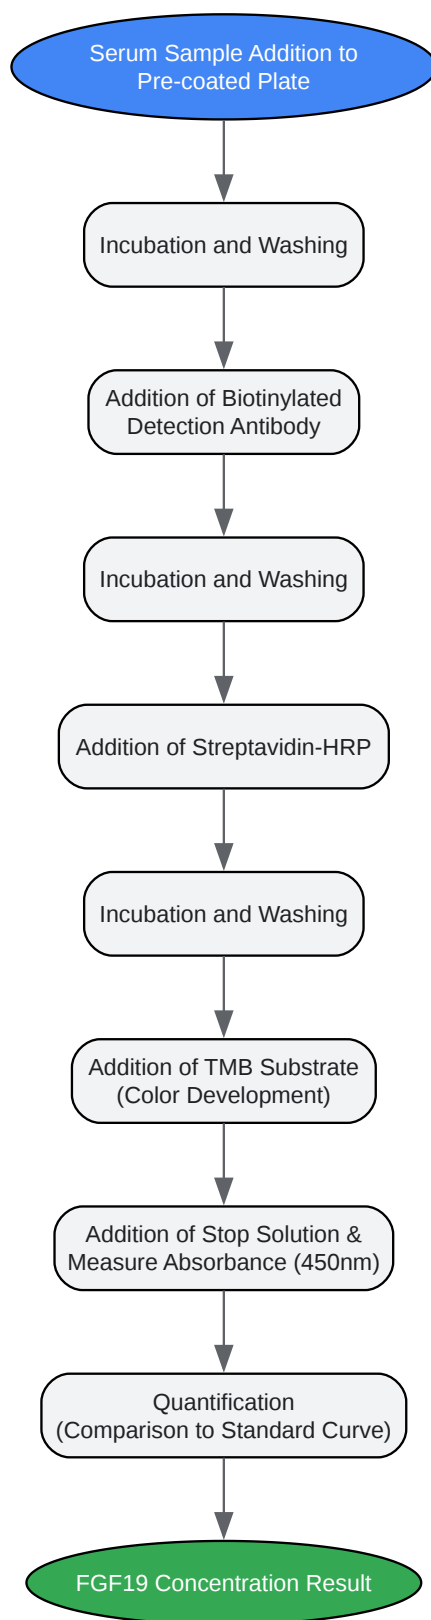 Serum Sample Addition to
Pre-coated Plate
Incubation and Washing
Addition of Biotinylated
Detection Antibody
Incubation and Washing
Addition of Streptavidin-HRP
Incubation and Washing
Addition of TMB Substrate
(Color Development)
Addition of Stop Solution &
Measure Absorbance (450nm)
Quantification
(Comparison to Standard Curve)
FGF19 Concentration Result